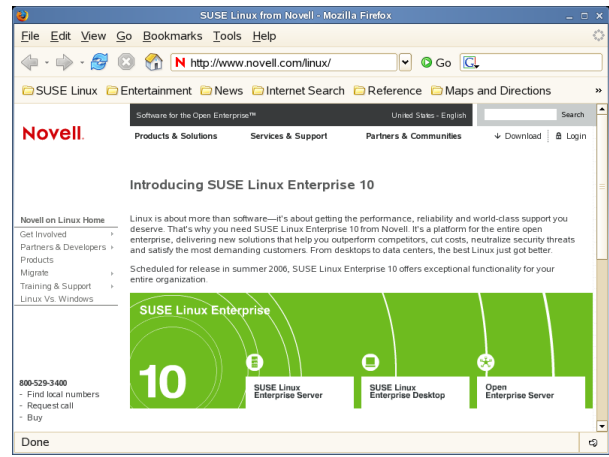 SUSE Linux from Novell - Mozilla Firefox
File Edit View Go Bookmarks Tools Help
N http://www.novell.com/linux/ Go G
SUSE Linux Entertainment News Internet Search Reference Maps and Directions »
Software for the Open Enterprise™ United States - English Search
Novell.
Products & Solutions Services & Support Partners & Communities Download Login
Introducing SUSE Linux Enterprise 10
Novell on Linux Home
Get Involved
Partners & Developers
Products
Migrate
Training & Support
Linux Vs. Windows
Linux is about more than software—it's about getting the performance, reliability and world-class support you
deserve. That's why you need SUSE Linux Enterprise 10 from Novell. It's a platform for the entire open
enterprise, delivering new solutions that help you outperform competitors, cut costs, neutralize security threats
and satisfy the most demanding customers. From desktops to data centers, the best Linux just got better.
Scheduled for release in summer 2006, SUSE Linux Enterprise 10 offers exceptional functionality for your
entire organization.
SUSE Linux Enterprise
10
SUSE Linux
Enterprise Server
SUSE Linux
Enterprise Desktop
Open
Enterprise Server
800-529-3400
- Find local numbers
- Request call
- Buy
Done